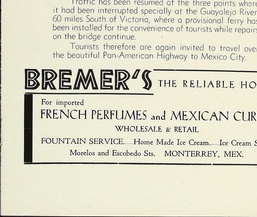 Traffic has been resumed at the three points where
it had been interrupted specially at the Guayalejo River
60 miles South of Victoria, where a provisional ferry has
been installed for the convenience of tourists while repairs
on the bridge continue.
Tourists therefore are again invited to travel over
the beautiful Pan-American Highway to Mexico City.
BREMER'S THE RELIABLE HO
For imported
FRENCH PERFUMES and MEXICAN CUR
WHOLESALE & RETAIL
FOUNTAIN SERVICE....Home Made Ice Cream....Ice Cream S
Morelos and Escobedo Sts. MONTERREY, MEX.